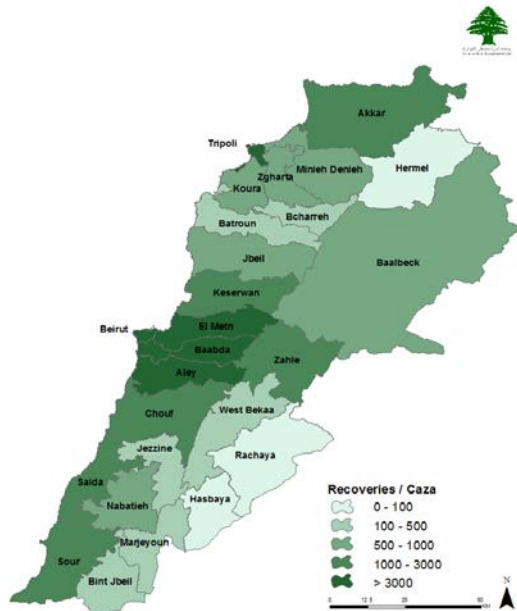 Akkar
Tripoli
Hermel
Minieh Denieh
Zgharta
Koura
Bcharreh
Batroun
Jbeil
Baalbeck
Keserwan
El Metn
Beirut
Baabda
Zahle
Aley
Chouf
West Bekaa
Jezzine
Rachaya
Saida
Hasbaya
Nabatieh
Marjeyoun
Sour
Bint Jbeil
Recoveries / Caza
0 - 100
100 - 500
500 - 1000
1000 - 3000
> 3000
N